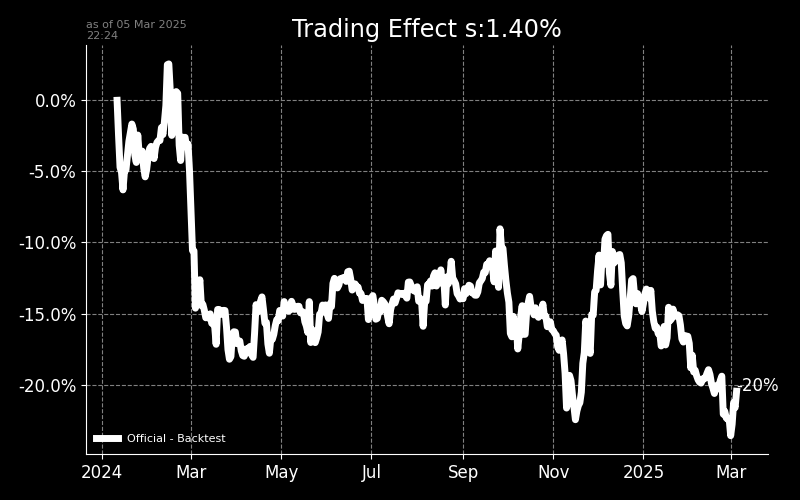 as of 05 Mar 2025
22:24
Trading Effect s:1.40%
0.0%
-5.0%
-10.0%
-15.0%
-20.0%
-20%
Official - Backtest
2024 Mar May Jul Sep Nov 2025 Mar